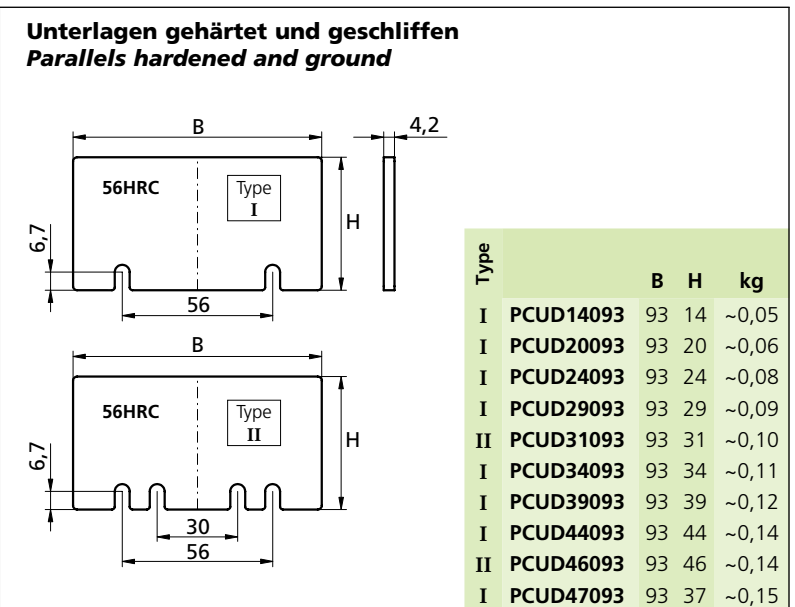 Unterlagen gehärtet und geschliffen
Parallels hardened and ground
B
4,2
56HRC
Type
I
H
6,7
56
B
56HRC
Type
II
H
6,7
30
56
Type B H kg
I PCUD14093 93 14 ~0,05
I PCUD20093 93 20 ~0,06
I PCUD24093 93 24 ~0,08
I PCUD29093 93 29 ~0,09
II PCUD31093 93 31 ~0,10
I PCUD34093 93 34 ~0,11
I PCUD39093 93 39 ~0,12
I PCUD44093 93 44 ~0,14
II PCUD46093 93 46 ~0,14
I PCUD47093 93 37 ~0,15